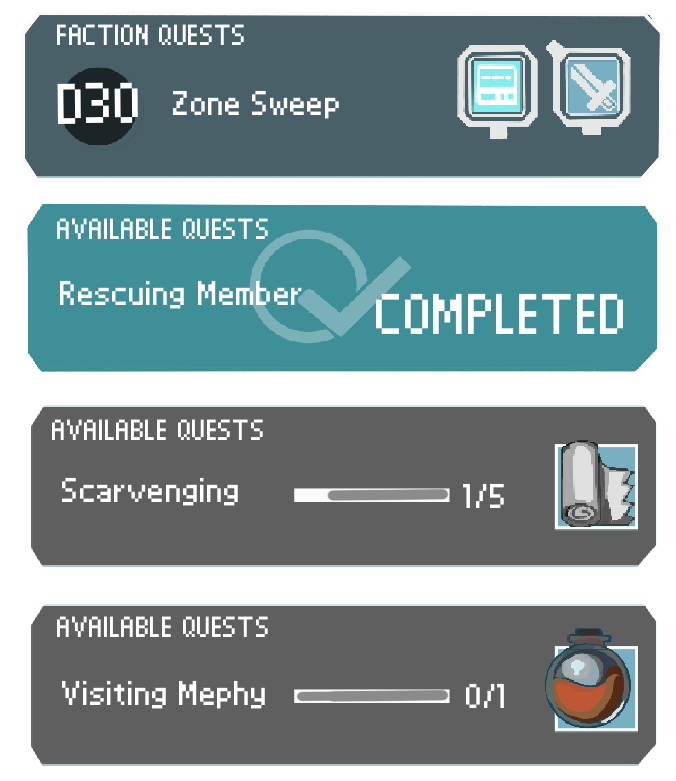 FACTION QUESTS
030 Zone Sweep
AVAILABLE QUESTS
Rescuing Member
COMPLETED
AVAILABLE QUESTS
Scarvenging 1/5
AVAILABLE QUESTS
Visiting Mephy 0/1